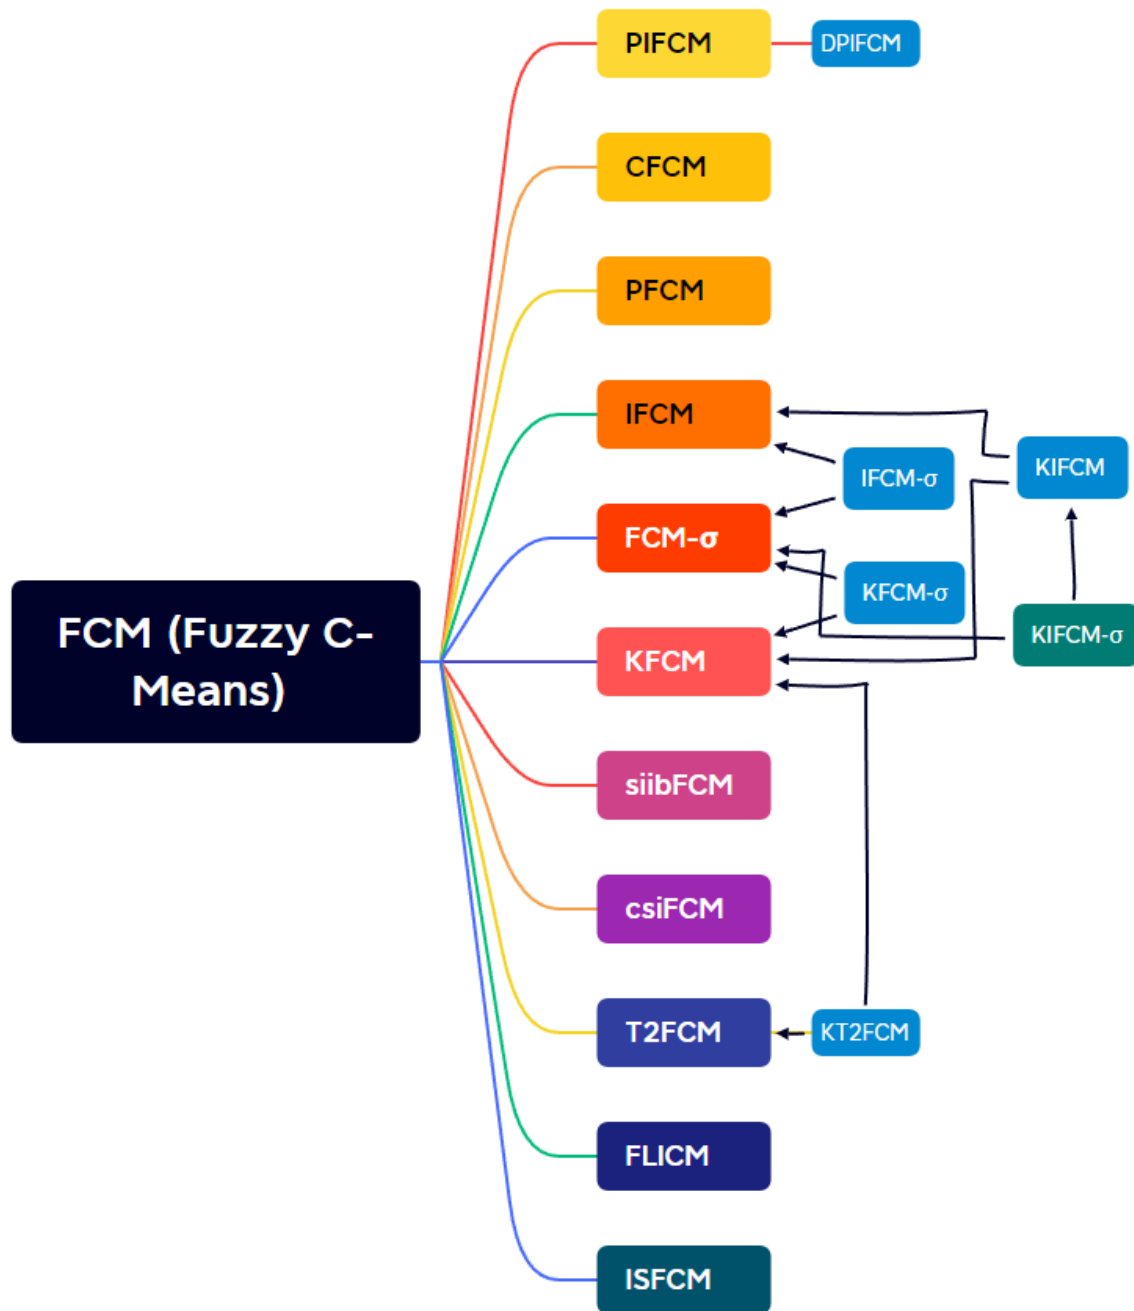 PIFCM
DPIFCM
CFCM
PFCM
IFCM
KIFCM
IFCM-σ
FCM-σ
KFCM-σ
KIFCM-σ
FCM (Fuzzy C-
Means)
KFCM
siibFCM
csiFCM
T2FCM
KT2FCM
FLICM
ISFCM